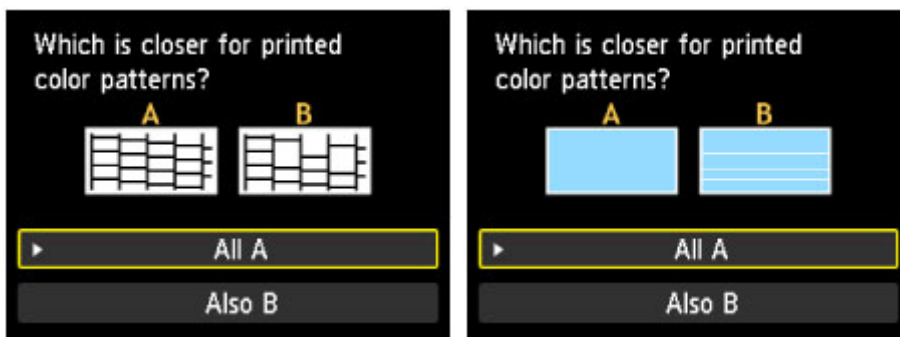 Which is closer for printed
color patterns?
A B
All A
Also B
Which is closer for printed
color patterns?
A B
All A
Also B